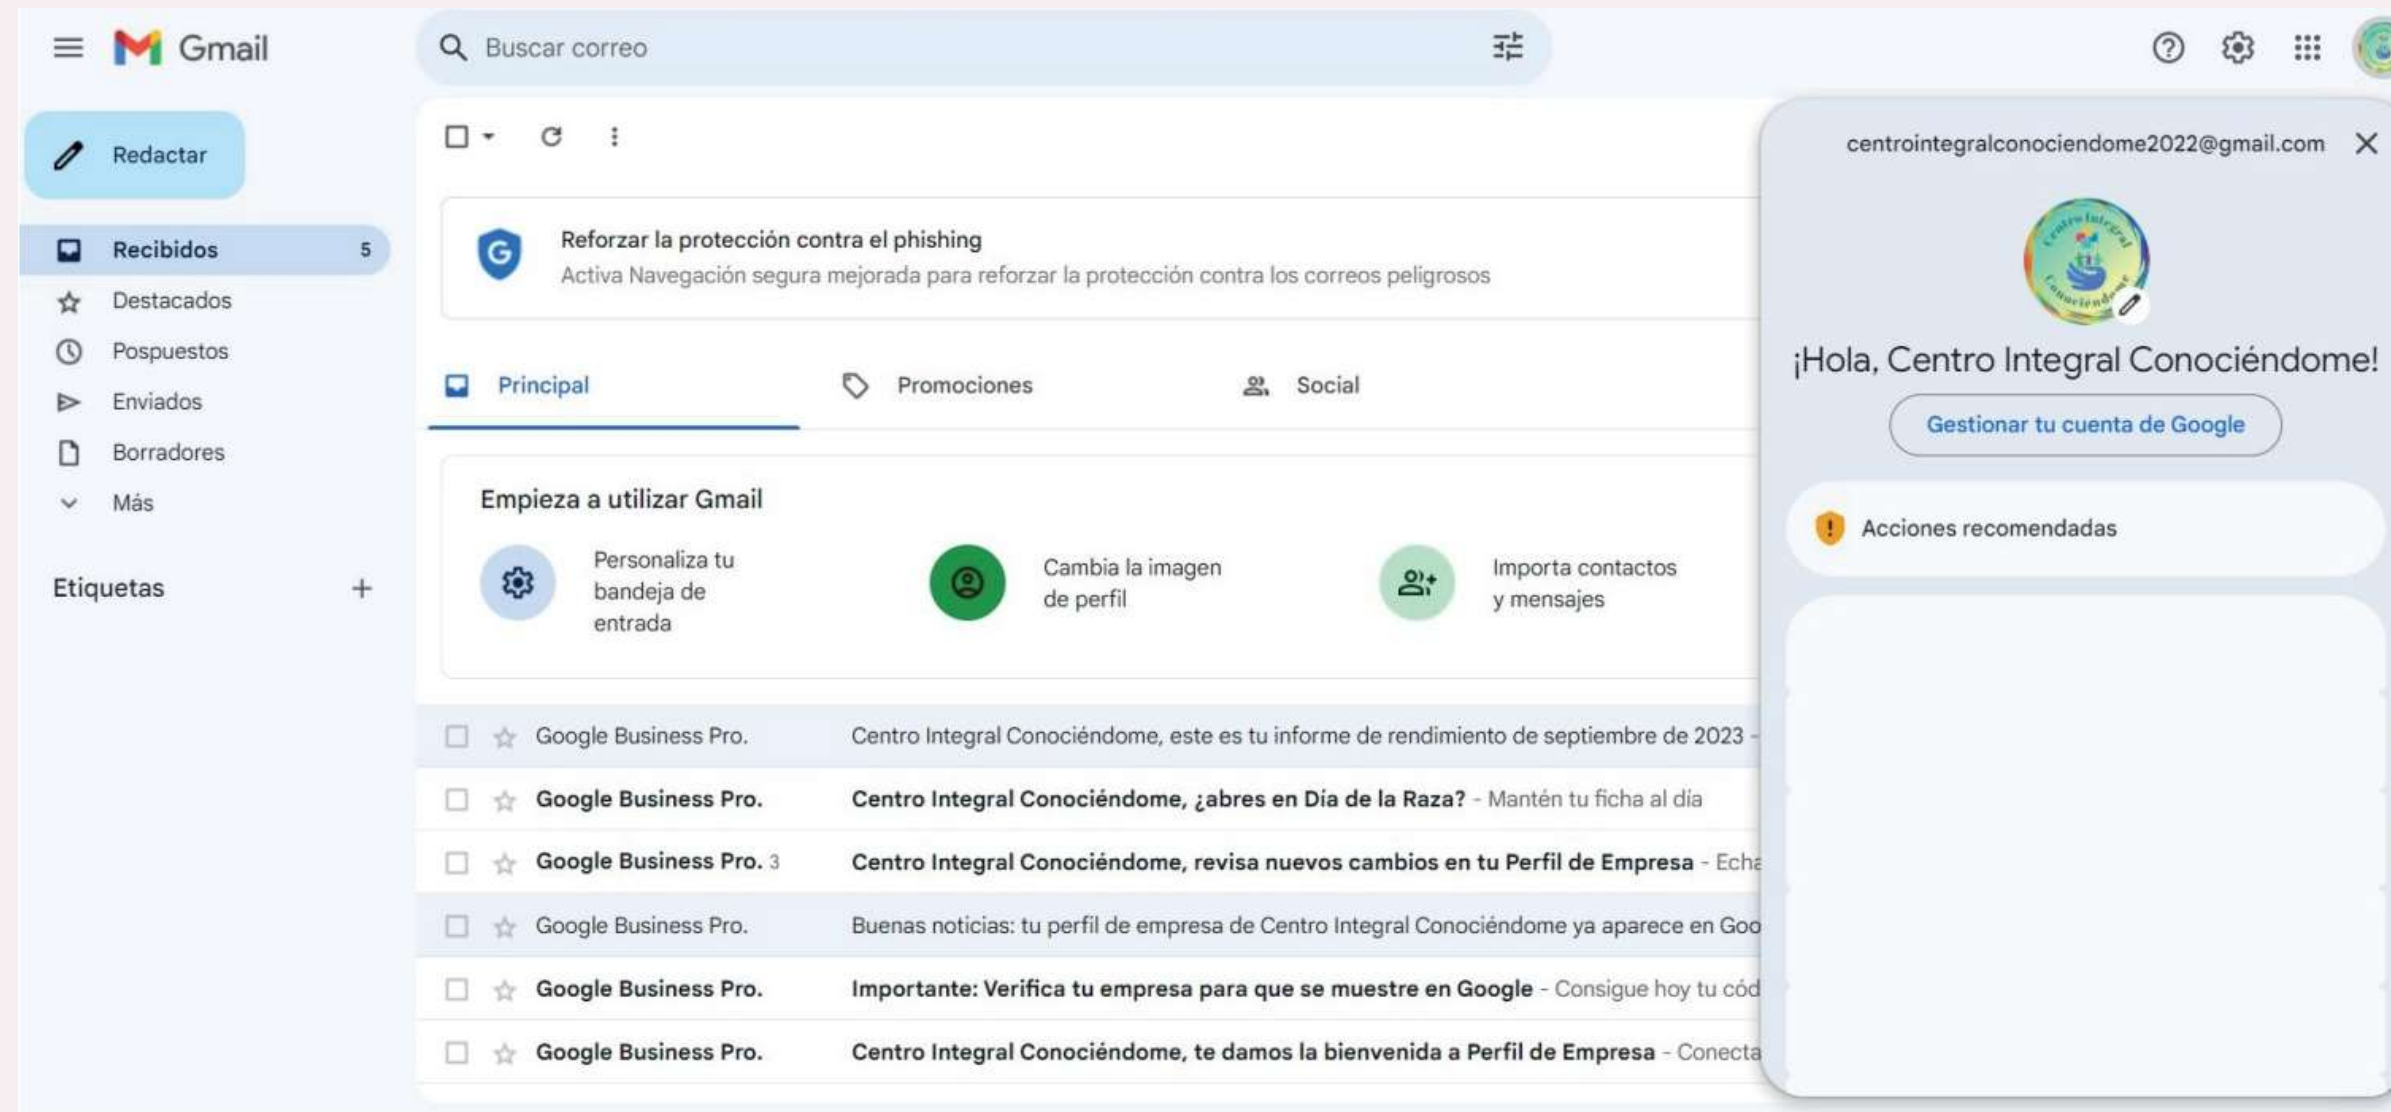 Gmail
Buscar correo
Redactar
Recibidos 5
Destacados
Pospuestos
Enviados
Borradores
Más
Etiquetas
Reforzar la protección contra el phishing
Activa Navegación segura mejorada para reforzar la protección contra los correos peligrosos
Principal
Promociones
Social
Empieza a utilizar Gmail
Personaliza tu
bandeja de
entrada
Cambia la imagen
de perfil
Importa contactos
y mensajes
Google Business Pro. Centro Integral Conociéndome, este es tu informe de rendimiento de septiembre de 2023 -
Google Business Pro. Centro Integral Conociéndome, ¿abres en Día de la Raza? - Mantén tu ficha al día
Google Business Pro. 3 Centro Integral Conociéndome, revisa nuevos cambios en tu Perfil de Empresa - Echa
Google Business Pro. Buenas noticias: tu perfil de empresa de Centro Integral Conociéndome ya aparece en Goo
Google Business Pro. Importante: Verifica tu empresa para que se muestre en Google - Consigue hoy tu cód
Google Business Pro. Centro Integral Conociéndome, te damos la bienvenida a Perfil de Empresa - Conecta
centrointegralconociendome2022@gmail.com
Centro Integral
¡Hola, Centro Integral Conociéndome!
Gestionar tu cuenta de Google
Acciones recomendadas